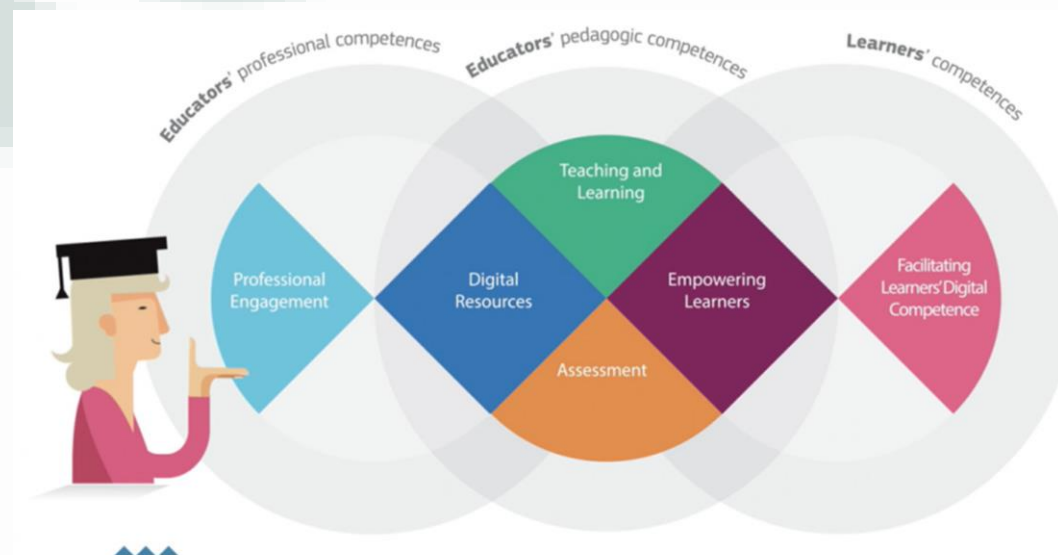 Educators' professional competences
Educators' pedagogic competences
Learners' competences
Teaching and
Learning
Professional
Engagement
Digital
Resources
Empowering
Learners
Facilitating
Learners' Digital
Competence
Assessment